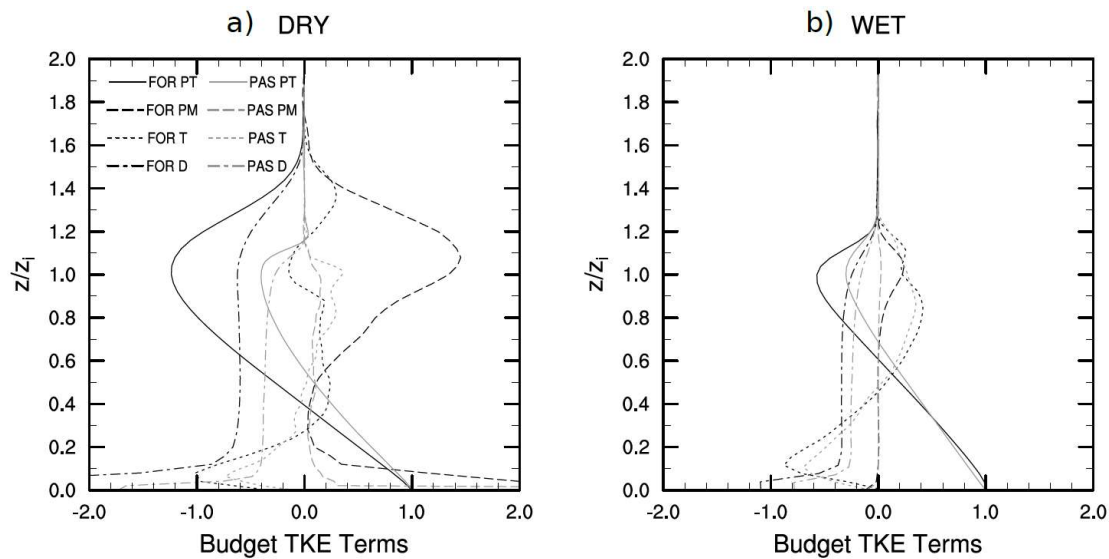 a) DRY
b) WET
2.0
1.8
1.6
1.4
1.2
1.0
0.8
0.6
0.4
0.2
0.0
z/zi
FOR PT PAS PT
FOR PM PAS PM
FOR T PAS T
FOR D PAS D
-2.0 -1.0 0.0 1.0 2.0
Budget TKE Terms
2.0
1.8
1.6
1.4
1.2
1.0
0.8
0.6
0.4
0.2
0.0
z/zi
-2.0 -1.0 0.0 1.0 2.0
Budget TKE Terms